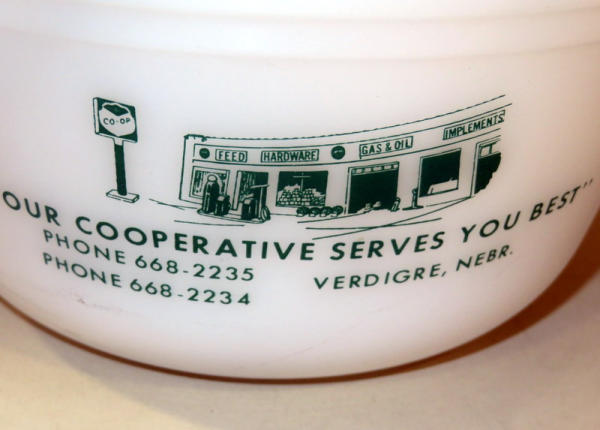 CO-OP
FEED HARDWARE GAS & OIL IMPLEMENTS
OUR COOPERATIVE SERVES YOU BEST"
PHONE 668-2235
PHONE 668-2234
VERDIGRE, NEBR.